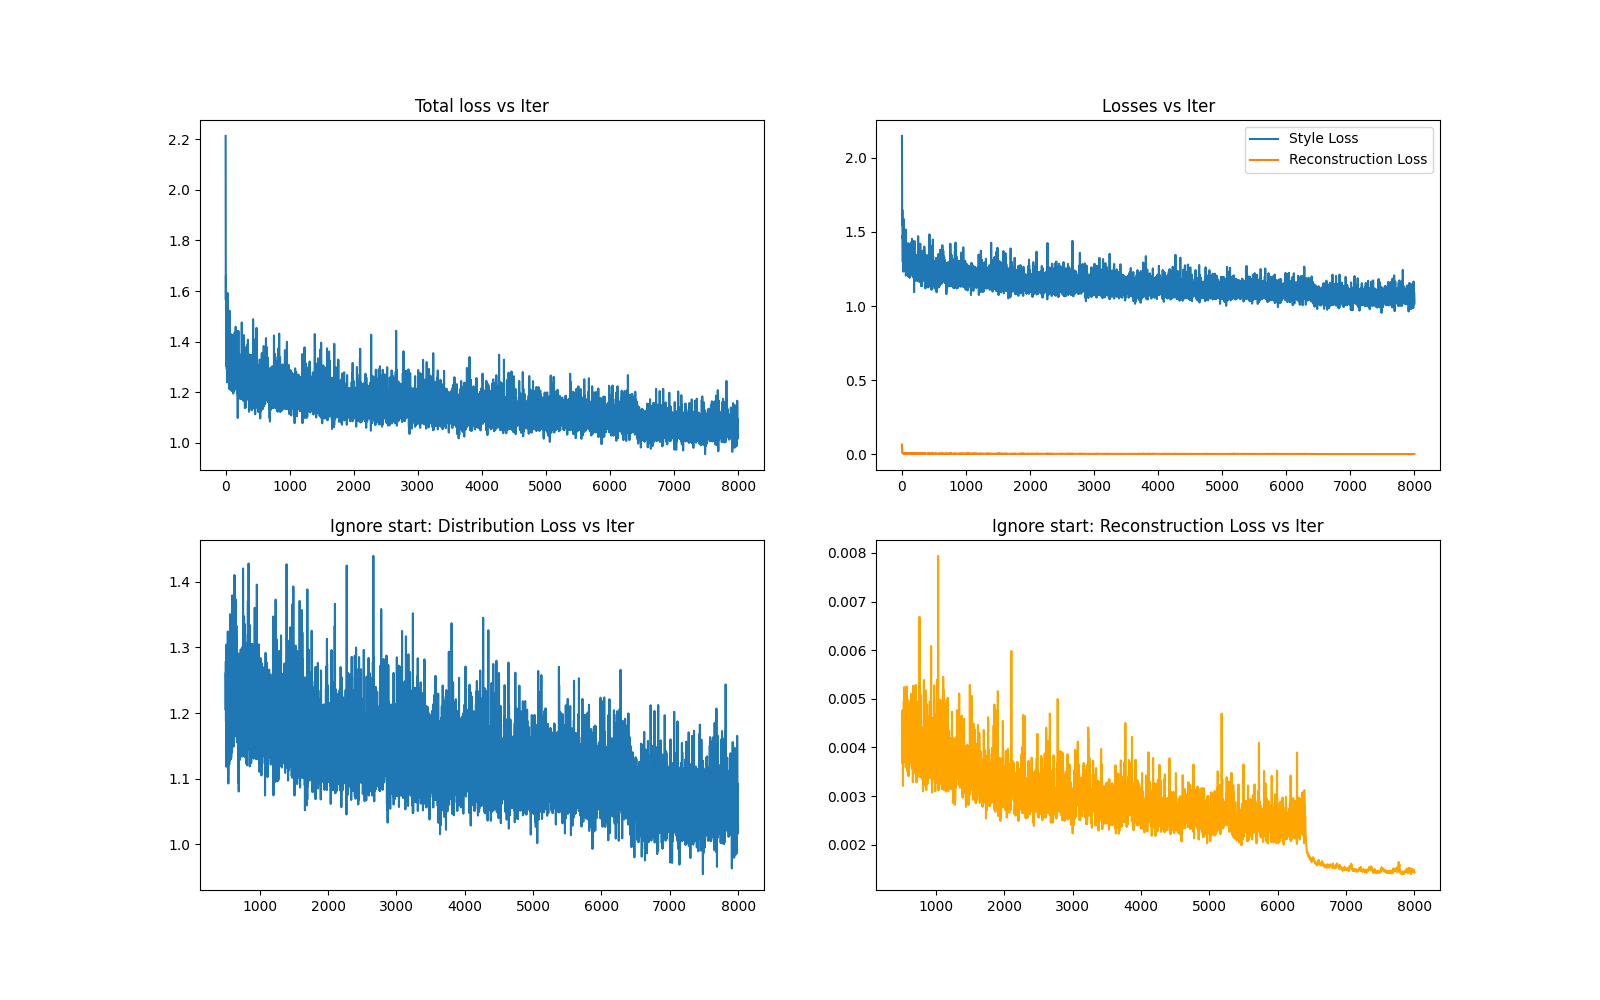 Total loss vs Iter
2.2
2.0
1.8
1.6
1.4
1.2
1.0
0 1000 2000 3000 4000 5000 6000 7000 8000
Losses vs Iter
Style Loss
Reconstruction Loss
2.0
1.5
1.0
0.5
0.0
0 1000 2000 3000 4000 5000 6000 7000 8000
Ignore start: Distribution Loss vs Iter
1.4
1.3
1.2
1.1
1.0
1000 2000 3000 4000 5000 6000 7000 8000
Ignore start: Reconstruction Loss vs Iter
0.008
0.007
0.006
0.005
0.004
0.003
0.002
1000 2000 3000 4000 5000 6000 7000 8000